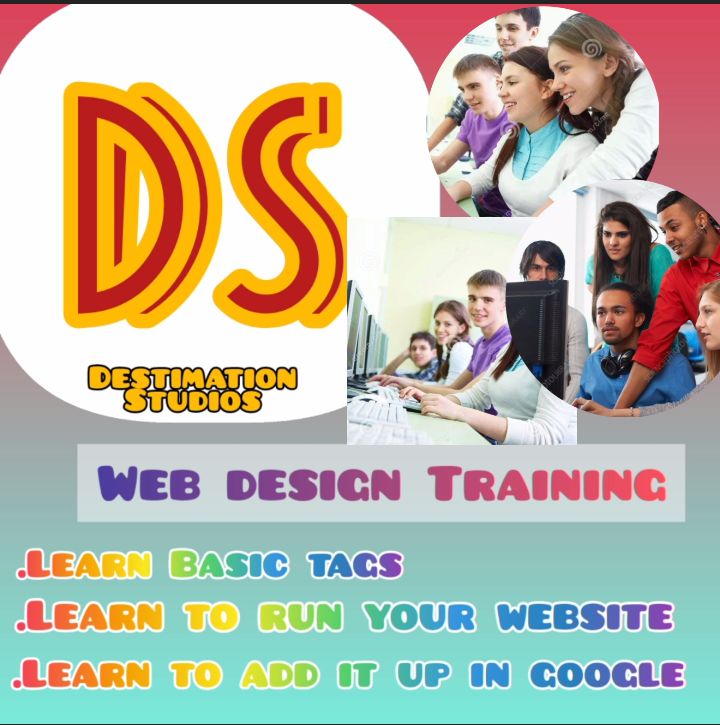 DS
DESTIMATION
STUDIOS
WEB DESIGN TRAINING
.LEARN BASIC TAGS
.LEARN TO RUN YOUR WEBSITE
.LEARN TO ADD IT UP IN GOOGLE